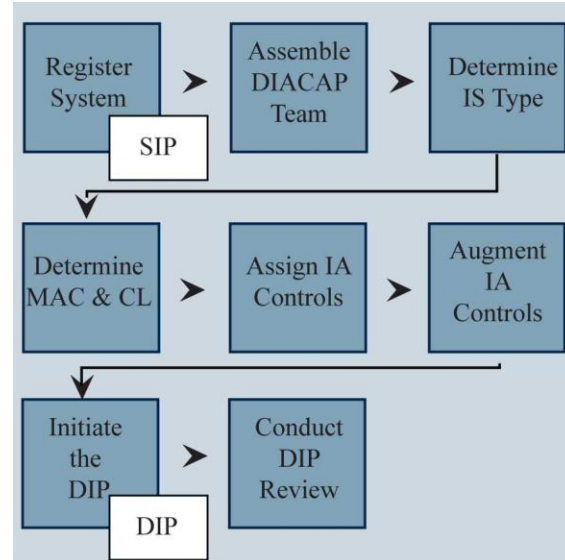 Register
System
SIP
Assemble
DIACAP
Team
Determine
IS Type
Determine
MAC & CL
Assign IA
Controls
Augment
IA
Controls
Initiate
the
DIP
DIP
Conduct
DIP
Review